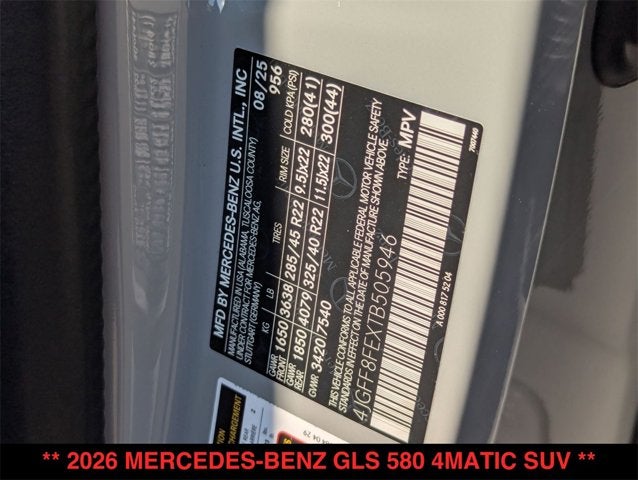 MFD BY MERCEDES-BENZ U.S. INTL., INC
08/25
956
MANUFACTURED IN USA (ALABAMA, TUSCALOOSA COUNTY)
UNDER CONTRACT FOR MERCEDES-BENZ AG,
STUTTGART (GERMANY)
KG LB TIRES RIM SIZE COLD KPA(PSI)
GAWR FRONT 1650 3638 285/45 R22 9.5Jx22 280(41)
GAWR REAR 1850 4079 325/40 R22 11.5Jx22 300(44)
GVWR 3420 7540
THIS VEHICLE CONFORMS TO ALL APPLICABLE FEDERAL MOTOR VEHICLE SAFETY
STANDARDS IN EFFECT ON THE DATE OF MANUFACTURE SHOWN ABOVE.
TYPE: MPV
4JGFF8FEXTB505946
A 000 817 52 04
** 2026 MERCEDES-BENZ GLS 580 4MATIC SUV **